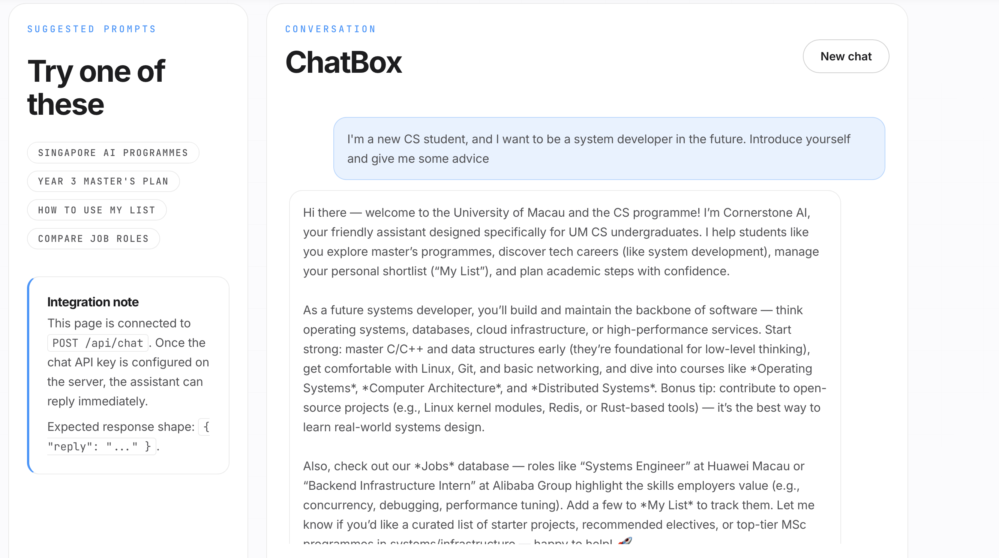 SUGGESTED PROMPTS
Try one of
these
SINGAPORE AI PROGRAMMES
YEAR 3 MASTER'S PLAN
HOW TO USE MY LIST
COMPARE JOB ROLES
Integration note
This page is connected to
POST /api/chat. Once the
chat API key is configured on
the server, the assistant can
reply immediately.
Expected response shape: {
"reply": "..." }.
CONVERSATION
ChatBox
New chat
I'm a new CS student, and I want to be a system developer in the future. Introduce yourself
and give me some advice
Hi there — welcome to the University of Macau and the CS programme! I’m Cornerstone AI,
your friendly assistant designed specifically for UM CS undergraduates. I help students like
you explore master’s programmes, discover tech careers (like system development), manage
your personal shortlist (“My List”), and plan academic steps with confidence.
As a future systems developer, you’ll build and maintain the backbone of software — think
operating systems, databases, cloud infrastructure, or high-performance services. Start
strong: master C/C++ and data structures early (they’re foundational for low-level thinking),
get comfortable with Linux, Git, and basic networking, and dive into courses like *Operating
Systems*, *Computer Architecture*, and *Distributed Systems*. Bonus tip: contribute to open-
source projects (e.g., Linux kernel modules, Redis, or Rust-based tools) — it’s the best way to
learn real-world systems design.
Also, check out our *Jobs* database — roles like “Systems Engineer” at Huawei Macau or
“Backend Infrastructure Intern” at Alibaba Group highlight the skills employers value (e.g.,
concurrency, debugging, performance tuning). Add a few to *My List* to track them. Let me
know if you’d like a curated list of starter projects, recommended electives, or top-tier MSc
programmes in systems/infrastructure — happy to help! 🚀